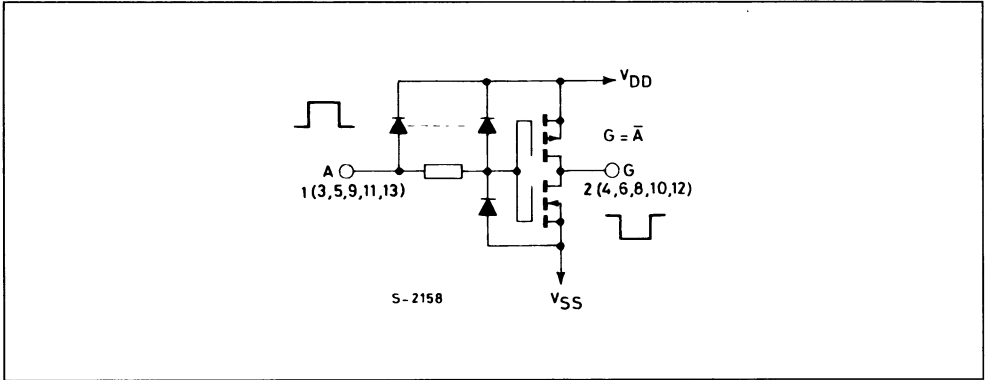 VDD
G = A̅
A
G
1 (3,5,9,11,13)
2 (4,6,8,10,12)
S-2158
VSS